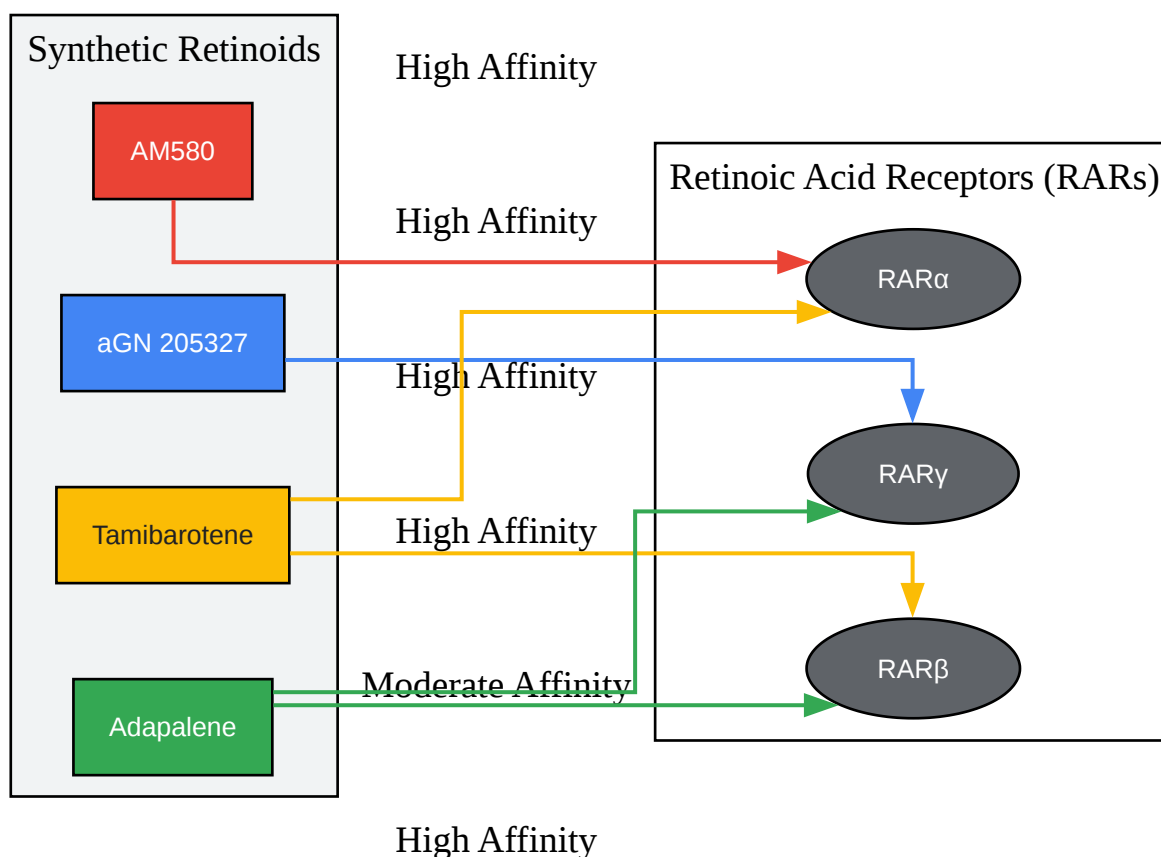 Synthetic Retinoids
AM580
aGN 205327
Tamibarotene
Adapalene
High Affinity
High Affinity
High Affinity
High Affinity
Moderate Affinity
High Affinity
Retinoic Acid Receptors (RARs)
RARα
RARγ
RARβ